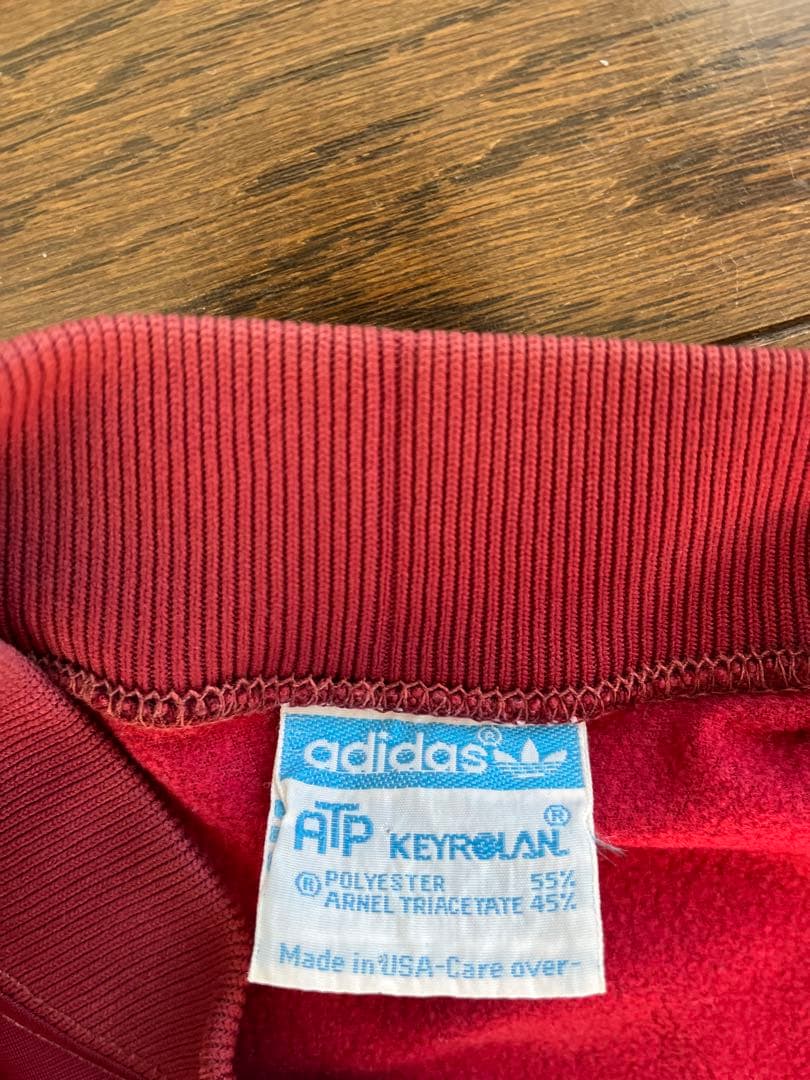 adidas®
ATP KEYROLAN®
® POLYESTER 55%
ARNEL TRIACETATE 45%
Made in USA-Care over-